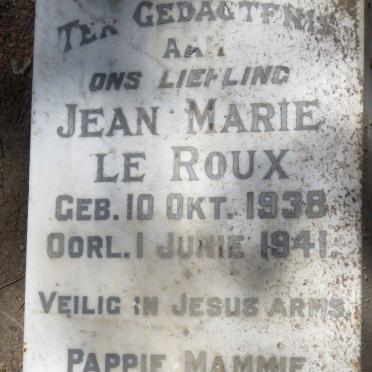 TER GEDAGTENIS
AAN
ONS LIEFLING
JEAN MARIE
LE ROUX
GEB. 10 OKT. 1938
OORL. 1 JUNIE 1941.
VEILIG IN JESUS ARMS.
PAPPIE MAMMIE